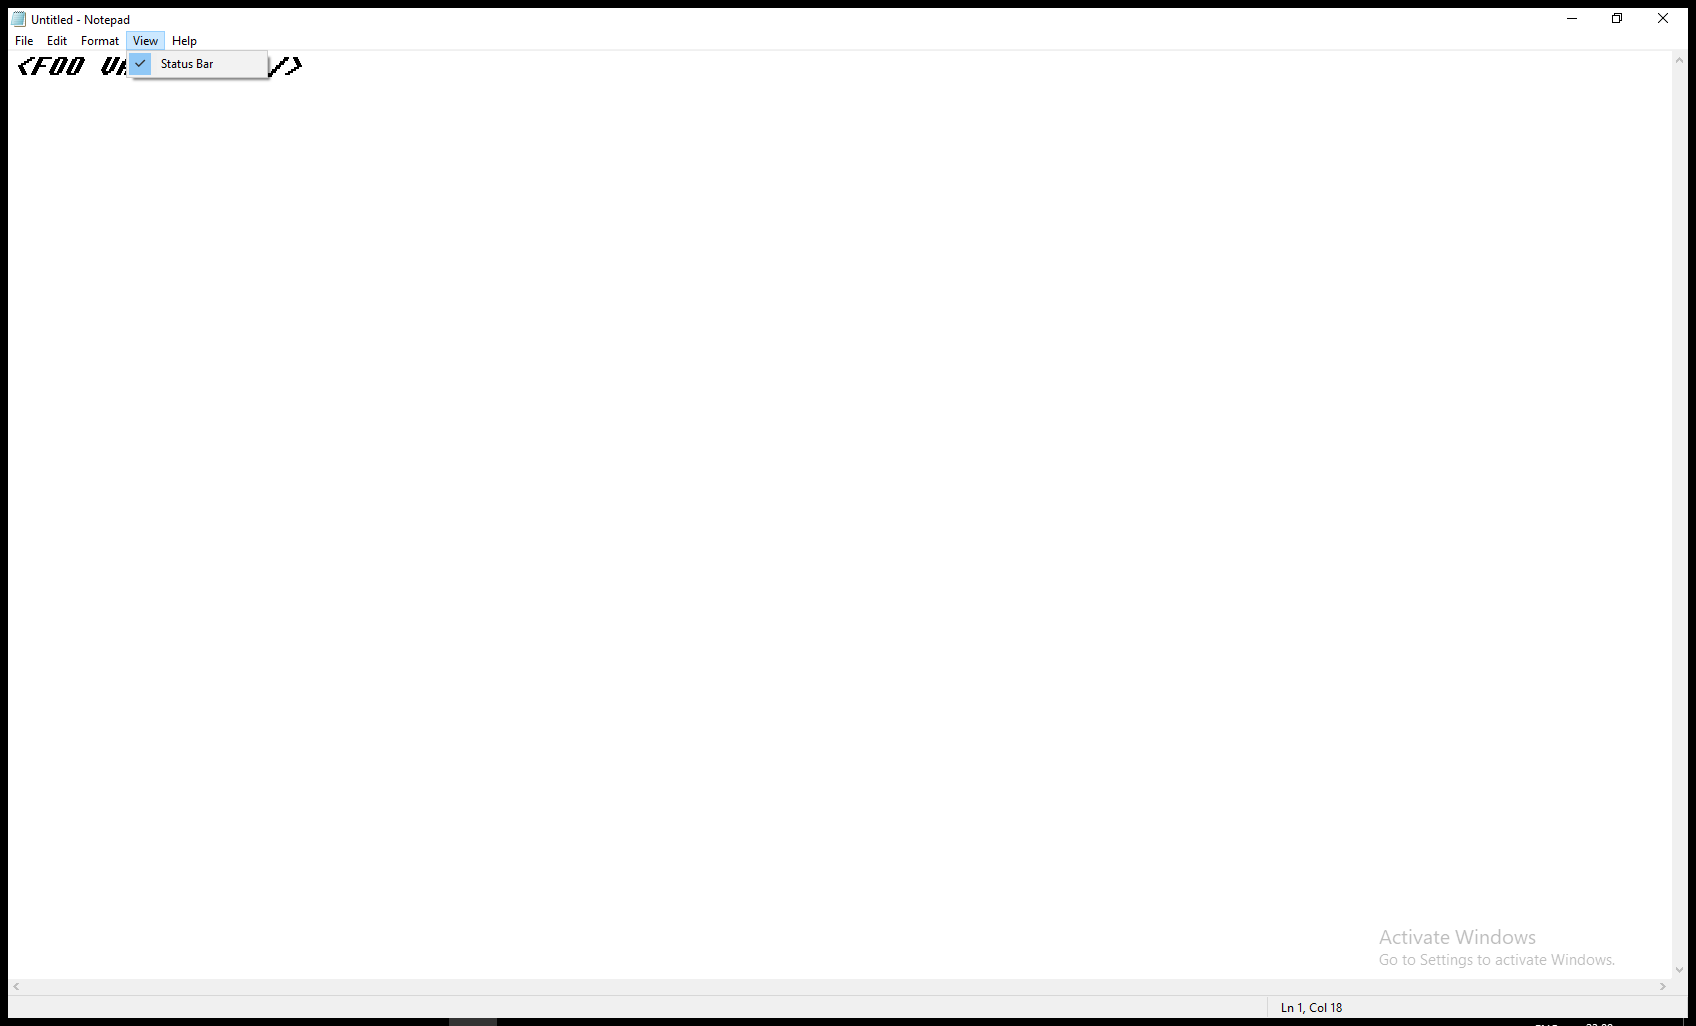 Untitled - Notepad
File Edit Format View Help
Status Bar
<FOO />
Activate Windows
Go to Settings to activate Windows.
Ln 1, Col 18